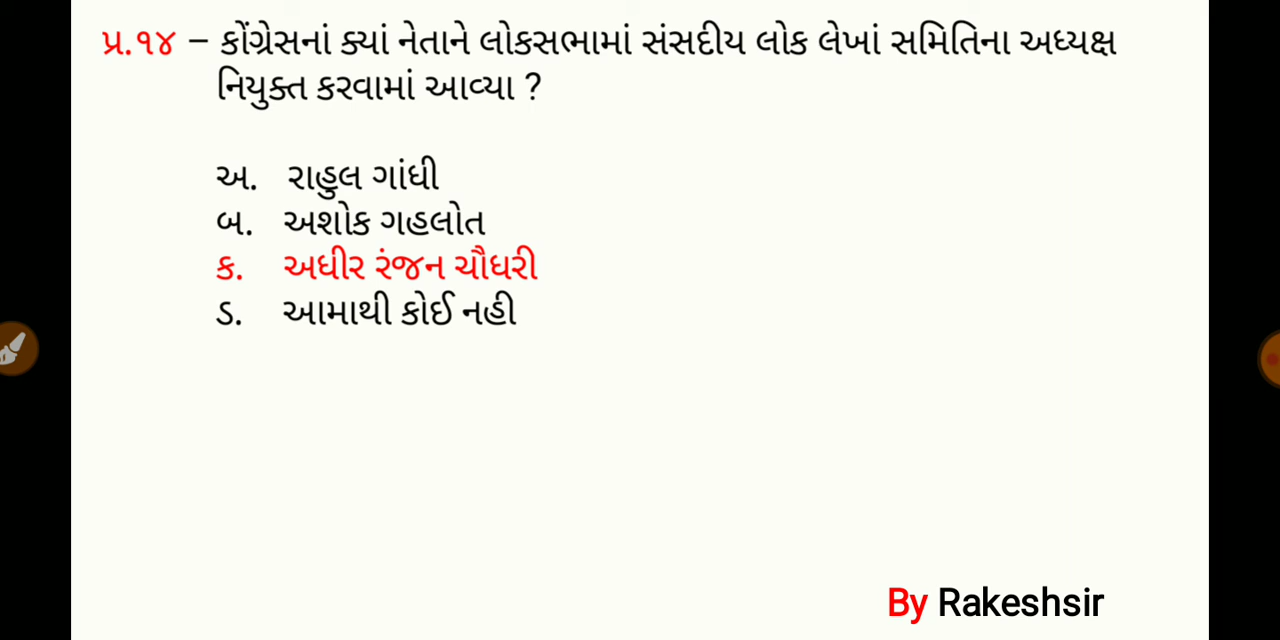 પ્ર.૧૪ – કોંગ્રેસનાં ક્યાં નેતાને લોકસભામાં સંસદીય લોક લેખાં સમિતિના અધ્યક્ષ
નિયુક્ત કરવામાં આવ્યા ?
અ. રાહુલ ગાંધી
બ. અશોક ગહલોત
ક. અધીર રંજન ચૌધરી
ડ. આમાથી કોઈ નહી
By Rakeshsir